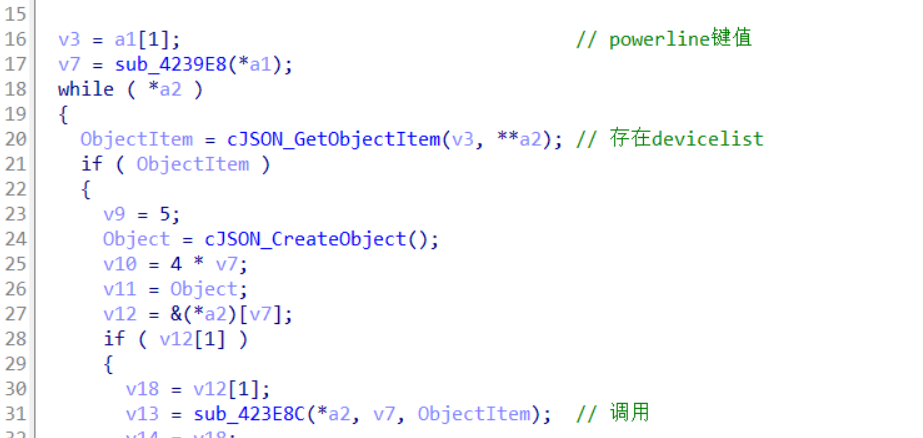 15
16 v3 = a1[1]; // powerline键值
17 v7 = sub_4239E8(*a1);
18 while ( *a2 )
19 {
20 ObjectItem = cJSON_GetObjectItem(v3, **a2); // 存在devicelist
21 if ( ObjectItem )
22 {
23 v9 = 5;
24 Object = cJSON_CreateObject();
25 v10 = 4 * v7;
26 v11 = Object;
27 v12 = &(*a2)[v7];
28 if ( v12[1] )
29 {
30 v18 = v12[1];
31 v13 = sub_423E8C(*a2, v7, ObjectItem); // 调用
32 v14 = v18;